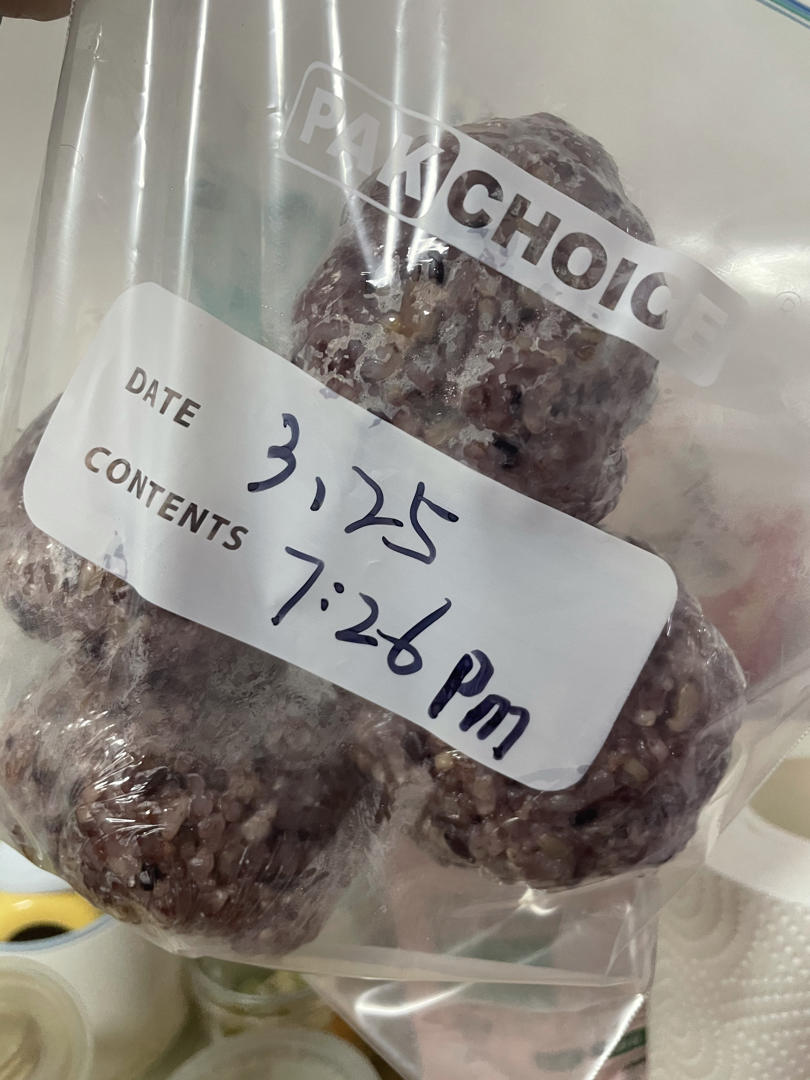 PAK CHOICE
DATE 3,25
CONTENTS 7:26 PM